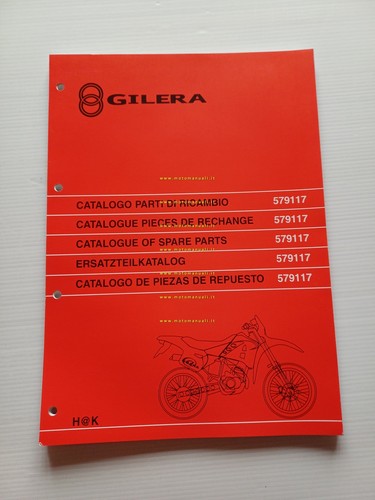 GILERA
www.motomanuali.it
CATALOGO PARTI DI RICAMBIO 579117
CATALOGUE PIECES DE RECHANGE 579117
www.motomanuali.it
CATALOGUE OF SPARE PARTS 579117
ERSATZTEILKATALOG 579117
CATALOGO DE PIEZAS DE REPUESTO 579117
www.motomanuali.it
H@K